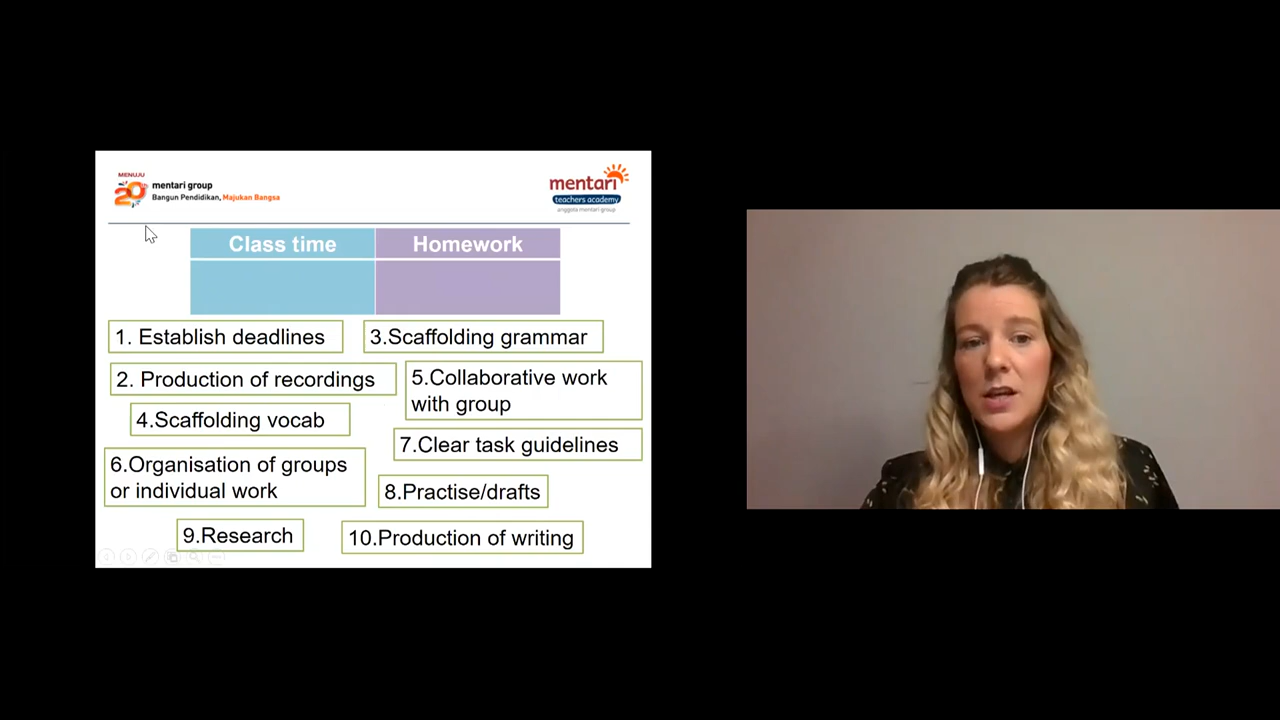 MENUJU
20
mentari group
Bangun Pendidikan, Majukan Bangsa
mentari
teachers academy
anggota mentari group
Class time Homework
1. Establish deadlines
3.Scaffolding grammar
2. Production of recordings
5.Collaborative work
with group
4.Scaffolding vocab
7.Clear task guidelines
6.Organisation of groups
or individual work
8.Practise/drafts
9.Research
10.Production of writing